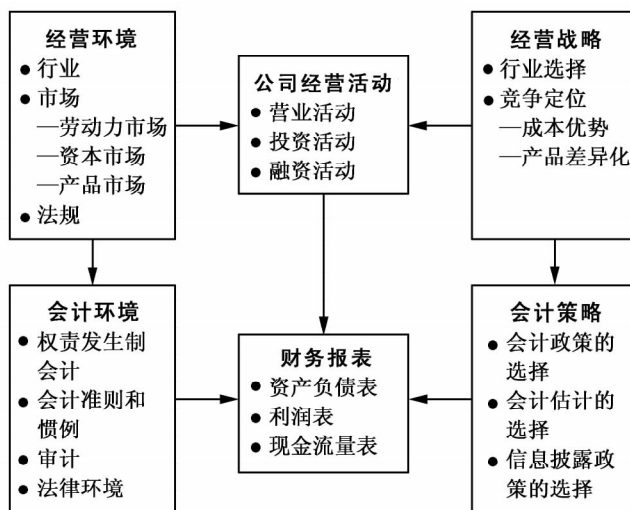 经营环境
● 行业
● 市场
—劳动力市场
—资本市场
—产品市场
● 法规
公司经营活动
● 营业活动
● 投资活动
● 融资活动
经营战略
● 行业选择
● 竞争定位
—成本优势
—产品差异化
会计环境
● 权责发生制
会计
● 会计准则和
惯例
● 审计
● 法律环境
财务报表
● 资产负债表
● 利润表
● 现金流量表
会计策略
● 会计政策的
选择
● 会计估计的
选择
● 信息披露政
策的选择